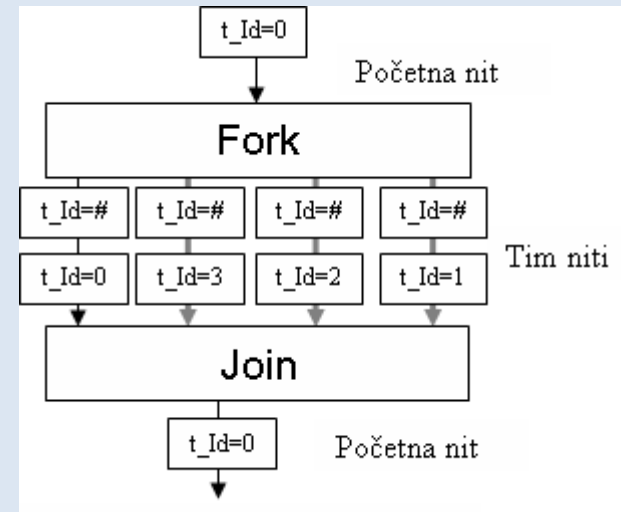 t_Id=0
Početna nit
Fork
t_Id=# t_Id=# t_Id=# t_Id=#
Tim niti
t_Id=0 t_Id=3 t_Id=2 t_Id=1
Join
t_Id=0
Početna nit